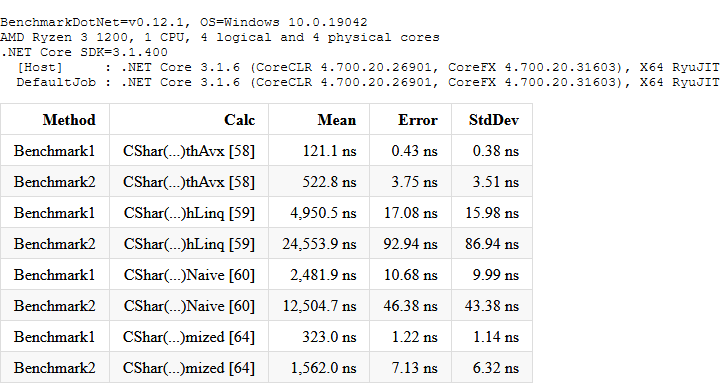 BenchmarkDotNet=v0.12.1, OS=Windows 10.0.19042
AMD Ryzen 3 1200, 1 CPU, 4 logical and 4 physical cores
.NET Core SDK=3.1.400
[Host]     : .NET Core 3.1.6 (CoreCLR 4.700.20.26901, CoreFX 4.700.20.31603), X64 RyuJIT
DefaultJob : .NET Core 3.1.6 (CoreCLR 4.700.20.26901, CoreFX 4.700.20.31603), X64 RyuJIT
Method Calc Mean Error StdDev
Benchmark1 CShar(...)thAvx [58] 121.1 ns 0.43 ns 0.38 ns
Benchmark2 CShar(...)thAvx [58] 522.8 ns 3.75 ns 3.51 ns
Benchmark1 CShar(...)hLinq [59] 4,950.5 ns 17.08 ns 15.98 ns
Benchmark2 CShar(...)hLinq [59] 24,553.9 ns 92.94 ns 86.94 ns
Benchmark1 CShar(...)Naive [60] 2,481.9 ns 10.68 ns 9.99 ns
Benchmark2 CShar(...)Naive [60] 12,504.7 ns 46.38 ns 43.38 ns
Benchmark1 CShar(...)mized [64] 323.0 ns 1.22 ns 1.14 ns
Benchmark2 CShar(...)mized [64] 1,562.0 ns 7.13 ns 6.32 ns